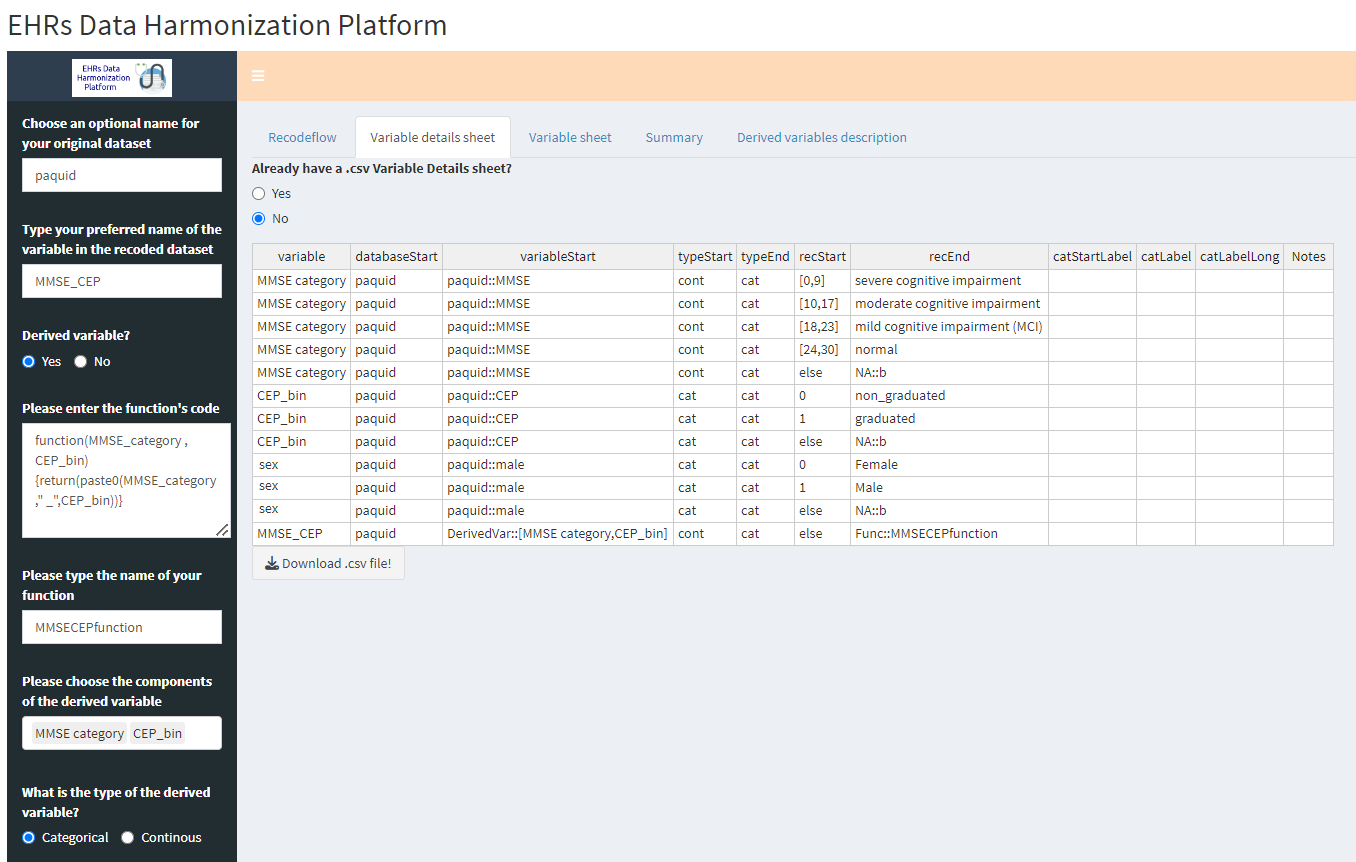 EHRs Data Harmonization Platform
EHRs Data
Harmonization
Platform
Choose an optional name for
your original dataset
paquid
Type your preferred name of the
variable in the recoded dataset
MMSE_CEP
Derived variable?
Yes No
Please enter the function's code
function(MMSE_category ,
CEP_bin)
{return(paste0(MMSE_category
," _",CEP_bin))}
Please type the name of your
function
MMSECEPfunction
Please choose the components
of the derived variable
MMSE category CEP_bin
What is the type of the derived
variable?
Categorical Continous
Recodeflow Variable details sheet Variable sheet Summary Derived variables description
Already have a .csv Variable Details sheet?
Yes
No
variable databaseStart variableStart typeStart typeEnd recStart recEnd catStartLabel catLabel catLabelLong Notes
MMSE category paquid paquid::MMSE cont cat [0,9] severe cognitive impairment
MMSE category paquid paquid::MMSE cont cat [10,17] moderate cognitive impairment
MMSE category paquid paquid::MMSE cont cat [18,23] mild cognitive impairment (MCI)
MMSE category paquid paquid::MMSE cont cat [24,30] normal
MMSE category paquid paquid::MMSE cont cat else NA::b
CEP_bin paquid paquid::CEP cat cat 0 non_graduated
CEP_bin paquid paquid::CEP cat cat 1 graduated
CEP_bin paquid paquid::CEP cat cat else NA::b
sex paquid paquid::male cat cat 0 Female
sex paquid paquid::male cat cat 1 Male
sex paquid paquid::male cat cat else NA::b
MMSE_CEP paquid DerivedVar::[MMSE category,CEP_bin] cont cat else Func::MMSECEPfunction
Download .csv file!